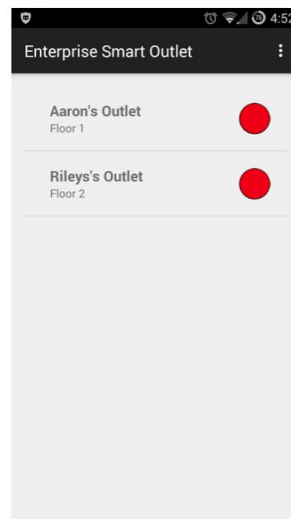 4:52
Enterprise Smart Outlet
Aaron's Outlet
Floor 1
Rileys's Outlet
Floor 2